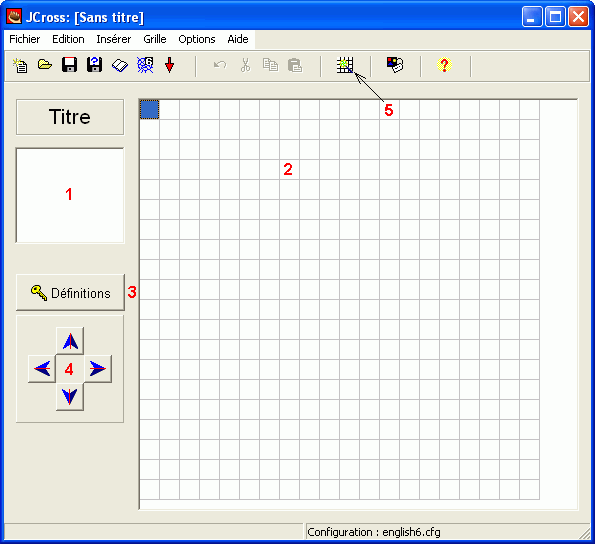 JCross: [Sans titre]
Fichier Edition Insérer Grille Options Aide
?
5
Titre
2
1
Définitions 3
4
Configuration : english6.cfg